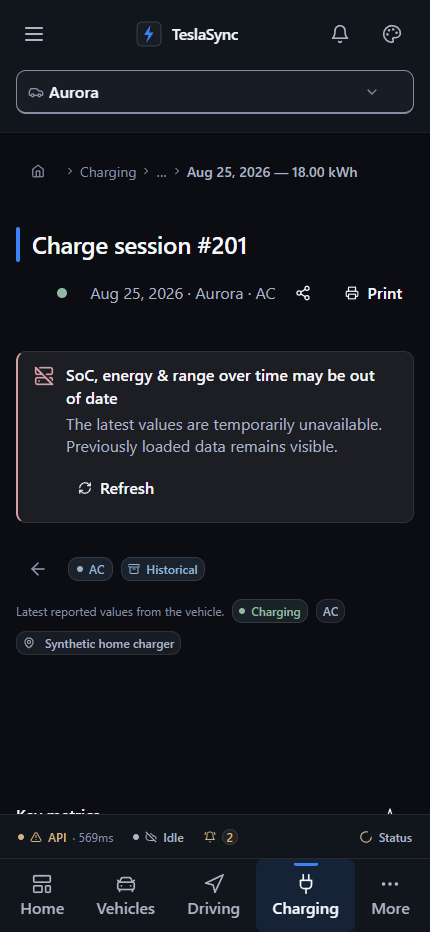 TeslaSync
Aurora
Charging > ... > Aug 25, 2026 — 18.00 kWh
Charge session #201
Aug 25, 2026 · Aurora · AC
Print
SoC, energy & range over time may be out
of date
The latest values are temporarily unavailable.
Previously loaded data remains visible.
Refresh
AC
Historical
Latest reported values from the vehicle.
Charging
AC
Synthetic home charger
Key metrics
API · 569ms
Idle
2
Status
Home
Vehicles
Driving
Charging
More